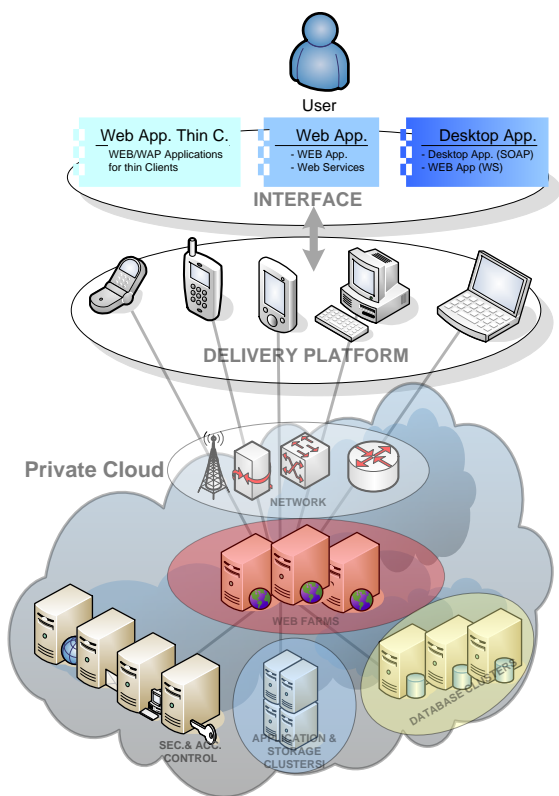 User
Web App. Thin C.
WEB/WAP Applications
for thin Clients
Web App.
- WEB App.
- Web Services
Desktop App.
- Desktop App. (SOAP)
- WEB App (WS)
INTERFACE
DELIVERY PLATFORM
Private Cloud
NETWORK
WEB FARMS
DATABASE CLUSTERS
SEC.& ACC.
CONTROL
APPLICATION &
STORAGE
CLUSTERSI